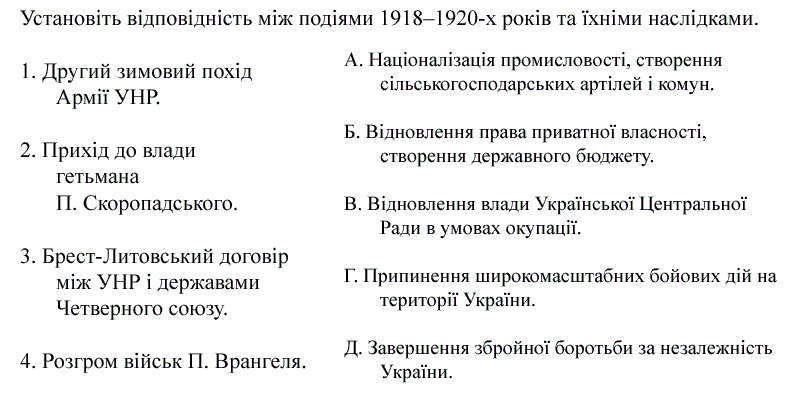 Установіть відповідність між подіями 1918–1920-х років та їхніми наслідками.
1. Другий зимовий похід
Армії УНР.
2. Прихід до влади
гетьмана
П. Скоропадського.
3. Брест-Литовський договір
між УНР і державами
Четверного союзу.
4. Розгром військ П. Врангеля.
А. Націоналізація промисловості, створення
сільськогосподарських артілей і комун.
Б. Відновлення права приватної власності,
створення державного бюджету.
В. Відновлення влади Української Центральної
Ради в умовах окупації.
Г. Припинення широкомасштабних бойових дій на
території України.
Д. Завершення збройної боротьби за незалежність
України.